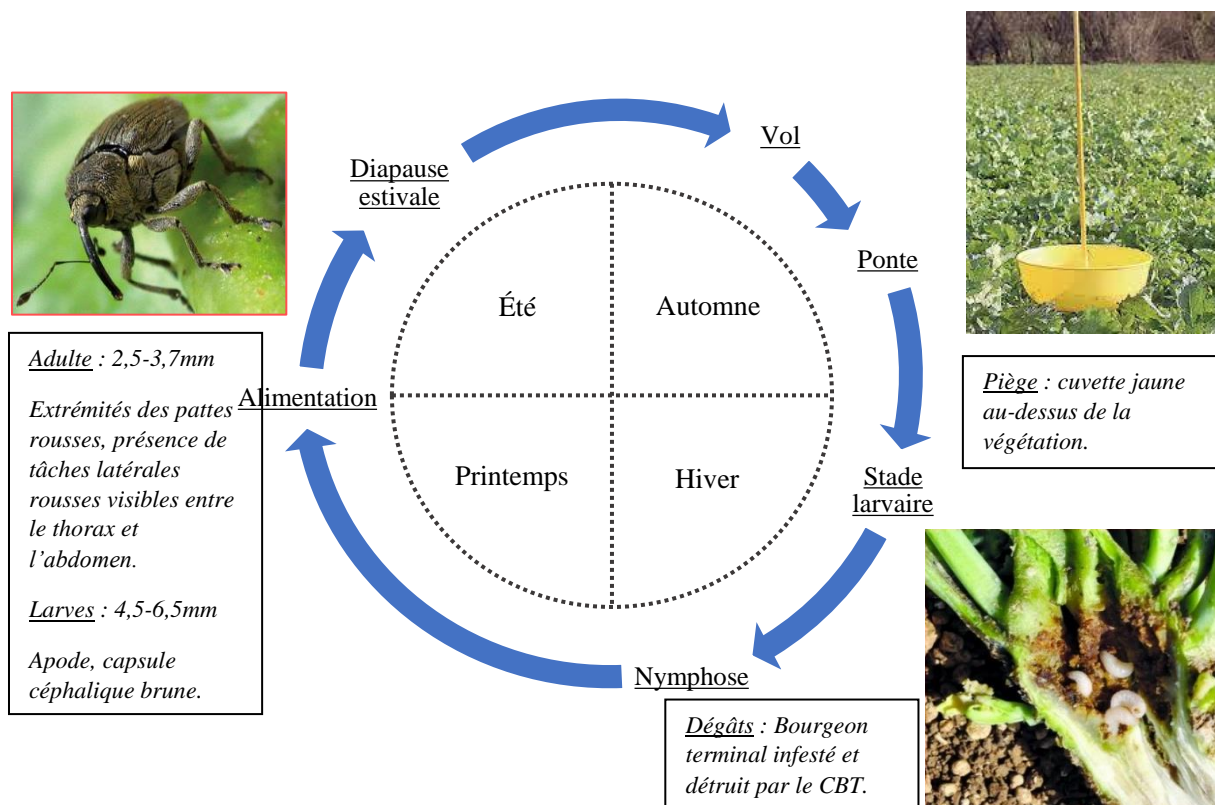 Vol
Diapause
estivale
Ponte
Été
Automne
Adulte : 2,5-3,7mm
Extrémités des pattes
rousses, présence de
tâches latérales
rousses visibles entre
le thorax et
l'abdomen.
Larves : 4,5-6,5mm
Apode, capsule
céphalique brune.
Alimentation
Piège : cuvette jaune
au-dessus de la
végétation.
Printemps
Hiver
Stade
larvaire
Nymphose
Dégâts : Bourgeon
terminal infesté et
détruit par le CBT.